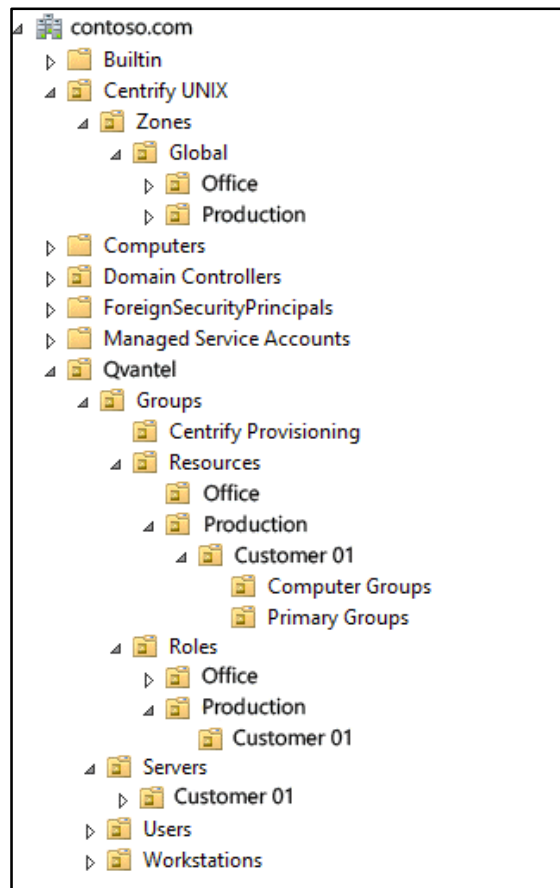 contoso.com
Builtin
Centrify UNIX
Zones
Global
Office
Production
Computers
Domain Controllers
ForeignSecurityPrincipals
Managed Service Accounts
Qvantel
Groups
Centrify Provisioning
Resources
Office
Production
Customer 01
Computer Groups
Primary Groups
Roles
Office
Production
Customer 01
Servers
Customer 01
Users
Workstations